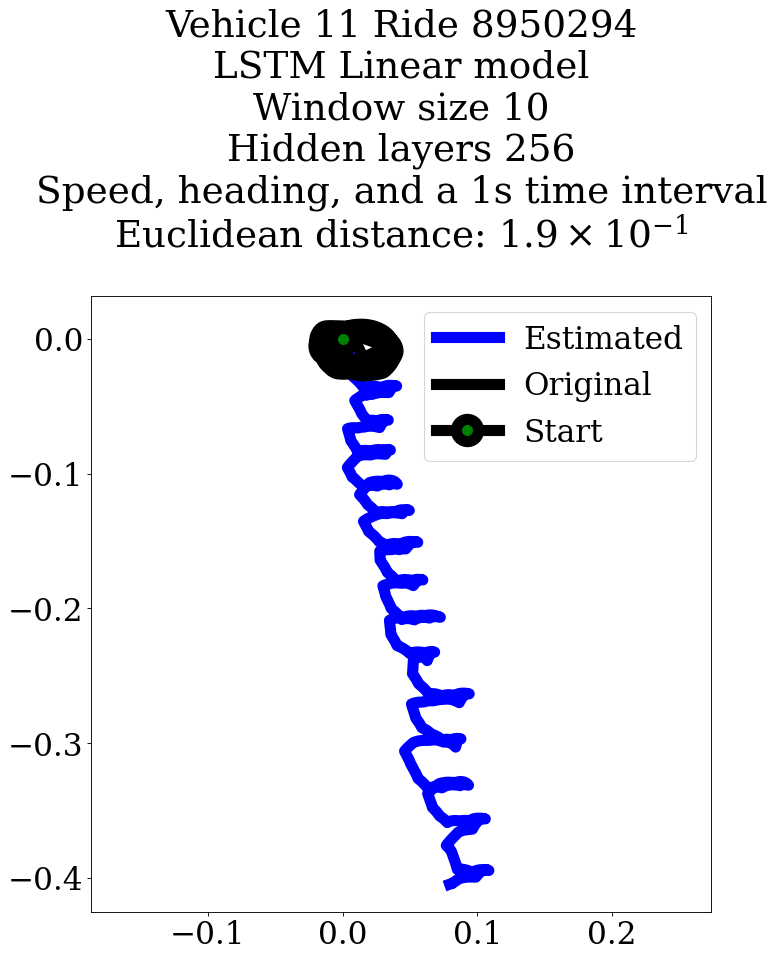 Vehicle 11 Ride 8950294
LSTM Linear model
Window size 10
Hidden layers 256
Speed, heading, and a 1s time interval
Euclidean distance: 1.9 × 10⁻¹
Estimated
Original
Start
0.0
−0.1
−0.2
−0.3
−0.4
−0.1 0.0 0.1 0.2